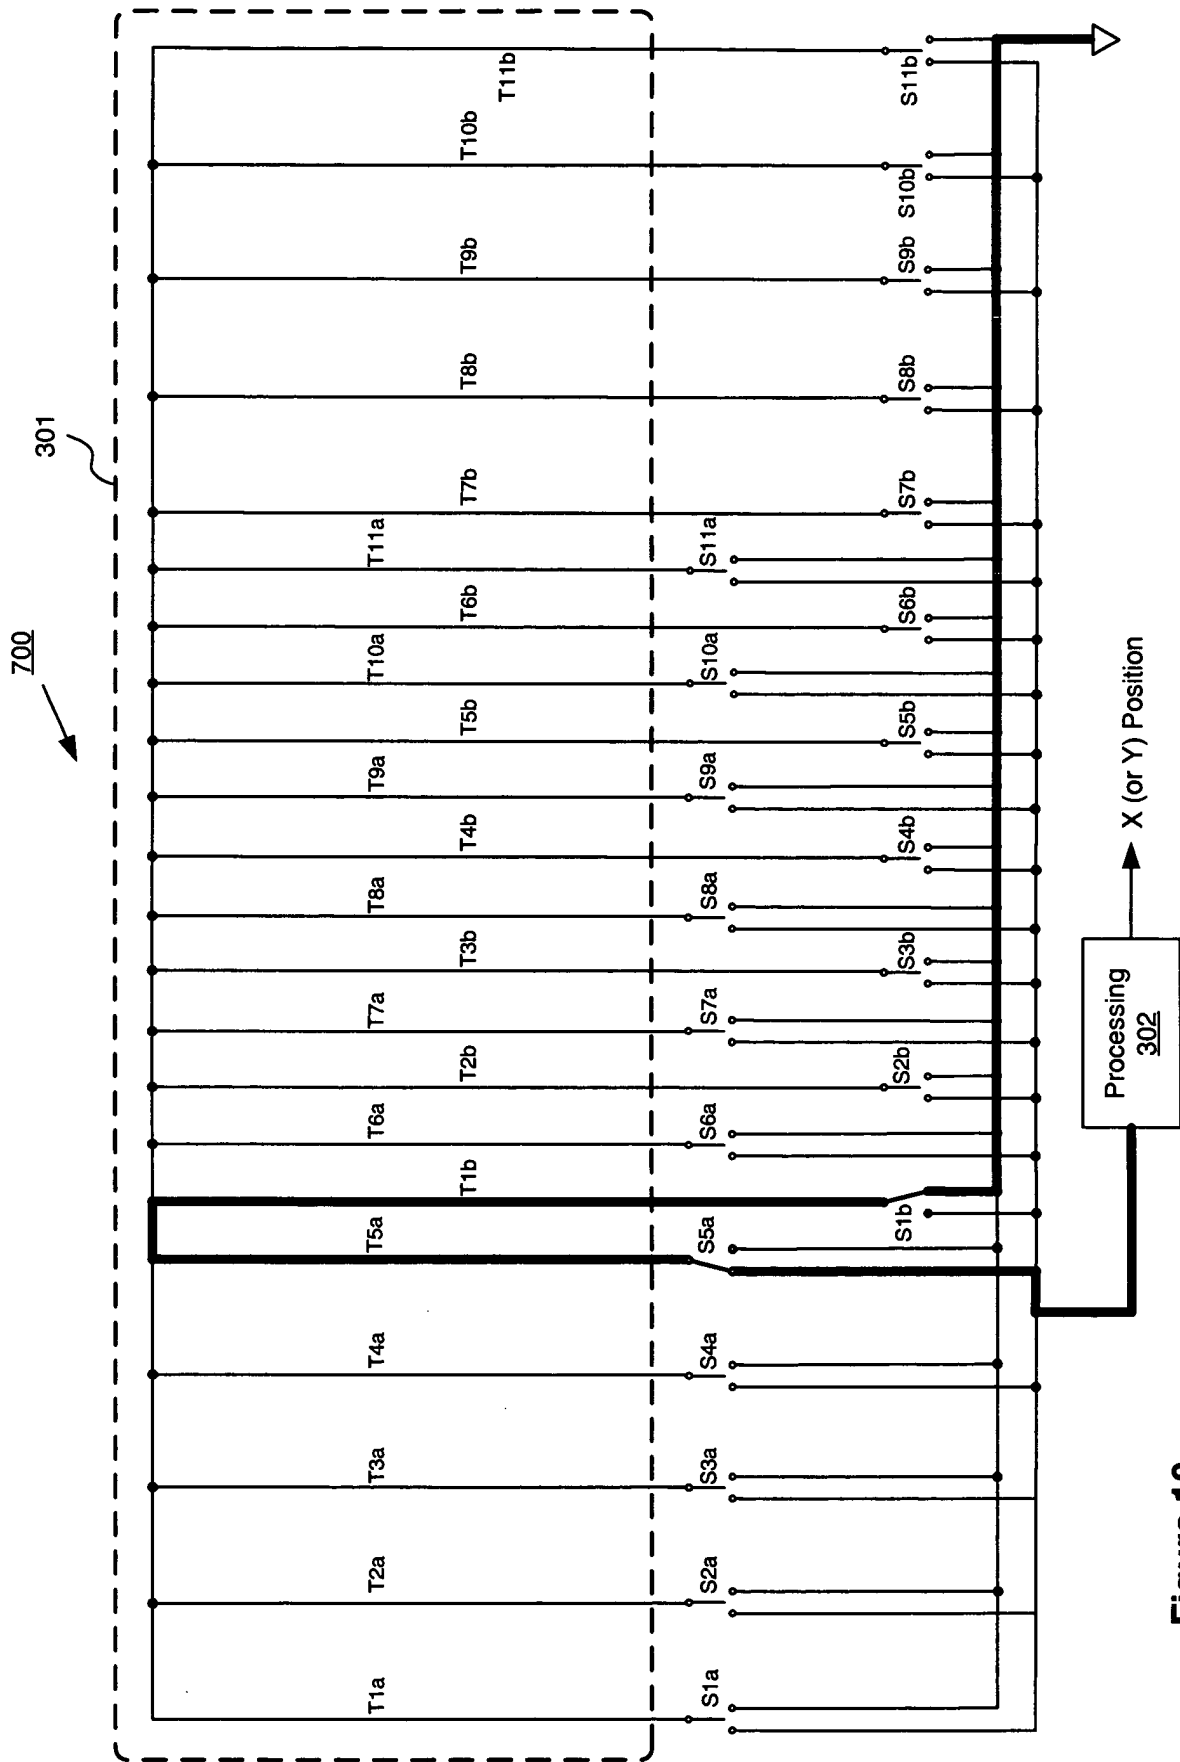 700
301
T1a
T2a
T3a
T4a
T5a
T1b
T6a
T2b
T7a
T3b
T8a
T4b
T9a
T5b
T10a
T6b
T11a
T7b
T8b
T9b
T10b
T11b
S1a
S2a
S3a
S4a
S5a
S6a
S7a
S8a
S9a
S10a
S11a
S1b
S2b
S3b
S4b
S5b
S6b
S7b
S8b
S9b
S10b
S11b
Processing
302
X (or Y) Position
Figure